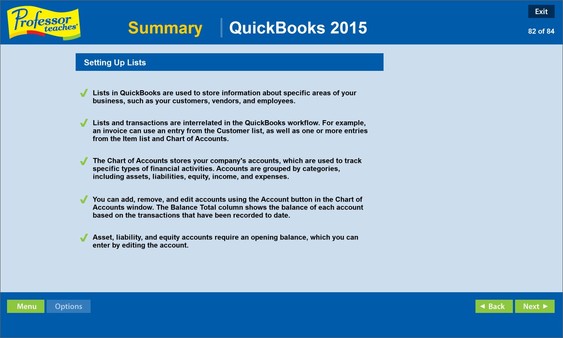 Professor
teaches®
Summary
QuickBooks 2015
Exit
82 of 84
Setting Up Lists
Lists in QuickBooks are used to store information about specific areas of your
business, such as your customers, vendors, and employees.
Lists and transactions are interrelated in the QuickBooks workflow. For example,
an invoice can use an entry from the Customer list, as well as one or more entries
from the Item list and Chart of Accounts.
The Chart of Accounts stores your company's accounts, which are used to track
specific types of financial activities. Accounts are grouped by categories,
including assets, liabilities, equity, income, and expenses.
You can add, remove, and edit accounts using the Account button in the Chart of
Accounts window. The Balance Total column shows the balance of each account
based on the transactions that have been recorded to date.
Asset, liability, and equity accounts require an opening balance, which you can
enter by editing the account.
Menu
Options
Back
Next